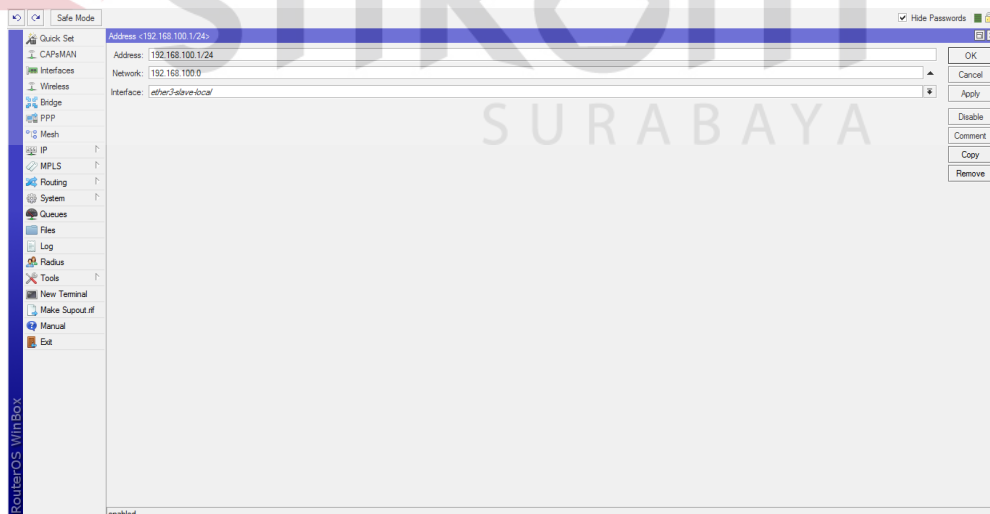 Safe Mode
Hide Passwords
Quick Set
CAPsMAN
Interfaces
Wireless
Bridge
PPP
Mesh
IP
MPLS
Routing
System
Queues
Files
Log
Radius
Tools
New Terminal
Make Supout.rif
Manual
Exit
RouterOS WinBox
Address <192.168.100.1/24>
Address: 192.168.100.1/24
Network: 192.168.100.0
Interface: ether3-slave-local
OK
Cancel
Apply
Disable
Comment
Copy
Remove
SURABAYA
enabled